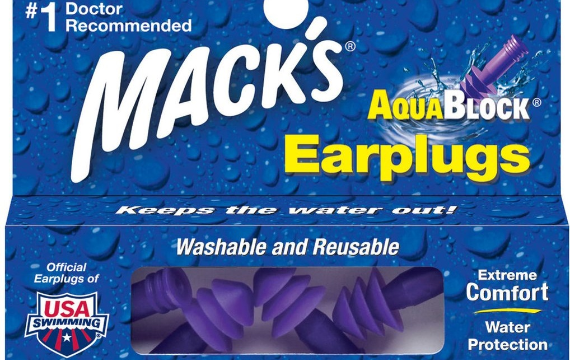 #1 Doctor
Recommended
MACK'S®
AQUABLOCK®
Earplugs
Keeps the water out!
Washable and Reusable
Official
Earplugs of
USA
SWIMMING
Extreme
Comfort
Water
Protection